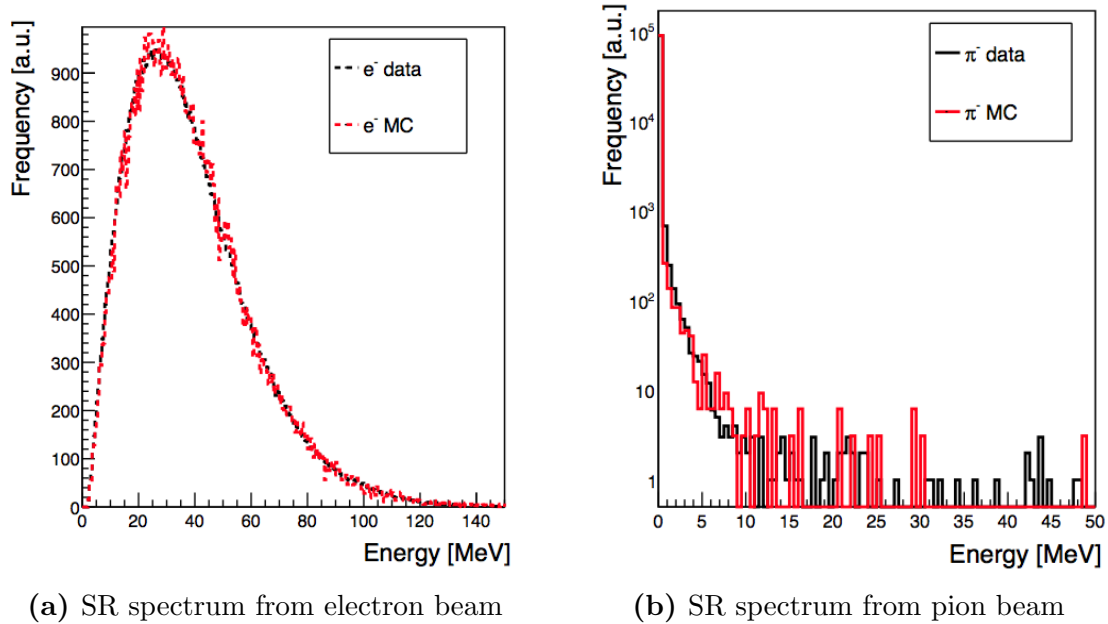 Frequency [a.u.]
900
800
700
600
500
400
300
200
100
0
0 20 40 60 80 100 120 140
Energy [MeV]
e⁻ data
e⁻ MC
(a) SR spectrum from electron beam
Frequency [a.u.]
10⁵
10⁴
10³
10²
10
1
0 5 10 15 20 25 30 35 40 45 50
Energy [MeV]
π⁻ data
π⁻ MC
(b) SR spectrum from pion beam